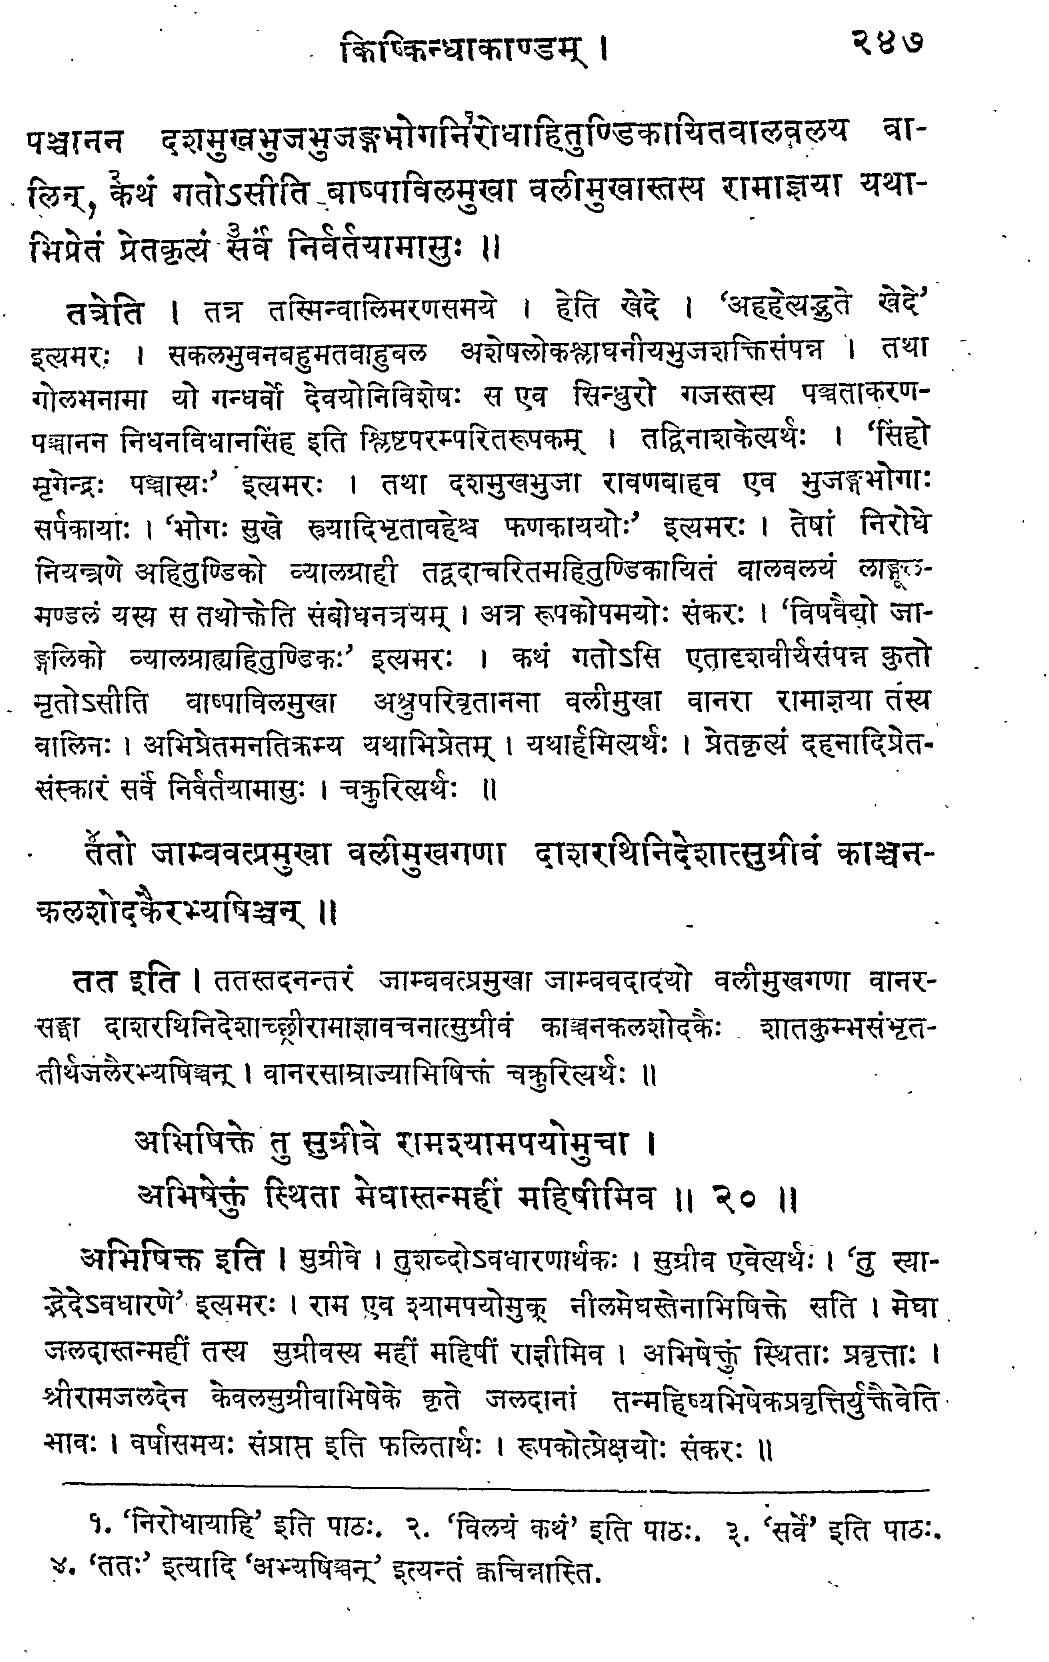 किष्किन्धाकाण्डम् । २४७
पञ्चानन दशमुखभुजभुजङ्गभोगनि१रोधाहितुण्डिकायितवालवलय वा-
लिन्, क२थं गतोऽसीति बाष्पाविलमुखा वलीमुखास्तस्य रामाज्ञया यथा-
भिप्रेतं प्रेतकृत्यं स३र्वं निर्वर्तयामासुः ॥
तत्रेति । तत्र तस्मिन्वालिमरणसमये । हेति खेदे । ‘अहहेत्यद्भुते खेदे’
इत्यमरः । सकलभुवनबहुमतबाहुबल अशेषलोकश्लाघनीयभुजशक्तिसंपन्न । तथा
गोलभनामा यो गन्धर्वो देवयोनिविशेषः स एव सिन्धुरो गजस्तस्य पञ्चताकरण-
पञ्चानन निधनविधानसिंह इति श्लिष्टपरम्परितरूपकम् । तद्विनाशकेत्यर्थः । ‘सिंहो
मृगेन्द्रः पञ्चास्यः’ इत्यमरः । तथा दशमुखभुजा रावणबाहव एव भुजङ्गभोगाः
सर्पकायाः । ‘भोगः सुखे स्त्र्यादिभृतावहेश्च फणकाययोः’ इत्यमरः । तेषां निरोधे
नियन्त्रणे अहितुण्डिको व्यालग्राही तद्वदाचरितमहितुण्डिकायितं वालवलयं लाङ्गूल-
मण्डलं यस्य स तथोक्तेति संबोधनत्रयम् । अत्र रूपकोपमयोः संकरः । ‘विषवैद्यो जा-
ङ्गलिको व्यालग्राह्यहितुण्डिकः’ इत्यमरः । कथं गतोऽसि एतादृशवीर्यसंपन्न कुतो
मृतोऽसीति बाष्पाविलमुखा अश्रुपरिवृतानना वलीमुखा वानरा रामाज्ञया तस्य
वालिनः । अभिप्रेतमनतिक्रम्य यथाभिप्रेतम् । यथार्हमित्यर्थः । प्रेतकृत्यं दहनादिप्रेत-
संस्कारं सर्वं निर्वर्तयामासुः । चक्रुरित्यर्थः ॥
त४तो जाम्बवत्प्रमुखा वलीमुखगणा दाशरथिनिदेशात्सुग्रीवं काञ्चन-
कलशोदकैरभ्यषिञ्चन् ॥
तत इति । ततस्तदनन्तरं जाम्बवत्प्रमुखा जाम्बवदादयो वलीमुखगणा वानर-
सङ्घा दाशरथिनिदेशाच्छ्रीरामाज्ञावचनात्सुग्रीवं काञ्चनकलशोदकैः शातकुम्भसंभृत-
तीर्थजलैरभ्यषिञ्चन् । वानरसाम्राज्याभिषिक्तं चक्रुरित्यर्थः ॥
अभिषिक्ते तु सुग्रीवे रामश्यामपयोमुचा ।
अभिषेक्तुं स्थिता मेघास्तन्महीं महिषीमिव ॥ २० ॥
अभिषिक्त इति । सुग्रीवे । तुशब्दोऽवधारणार्थकः । सुग्रीव एवेत्यर्थः । ‘तु स्या-
द्भेदेऽवधारणे’ इत्यमरः । राम एव श्यामपयोमुक् नीलमेघस्तेनाभिषिक्ते सति । मेघा
जलदास्तन्महीं तस्य सुग्रीवस्य महीं महिषीं राज्ञीमिव । अभिषेक्तुं स्थिताः प्रवृत्ताः ।
श्रीरामजलदेन केवलसुग्रीवाभिषेके कृते जलदानां तन्महिष्यभिषेकप्रवृत्तिर्युक्तैवेति
भावः । वर्षासमयः संप्राप्त इति फलितार्थः । रूपकोत्प्रेक्षयोः संकरः ॥
१. ‘निरोधायाहि’ इति पाठः. २. ‘विलयं कथं’ इति पाठः. ३. ‘सर्वे’ इति पाठः.
४. ‘ततः’ इत्यादि ‘अभ्यषिञ्चन्’ इत्यन्तं क्वचिन्नास्ति.